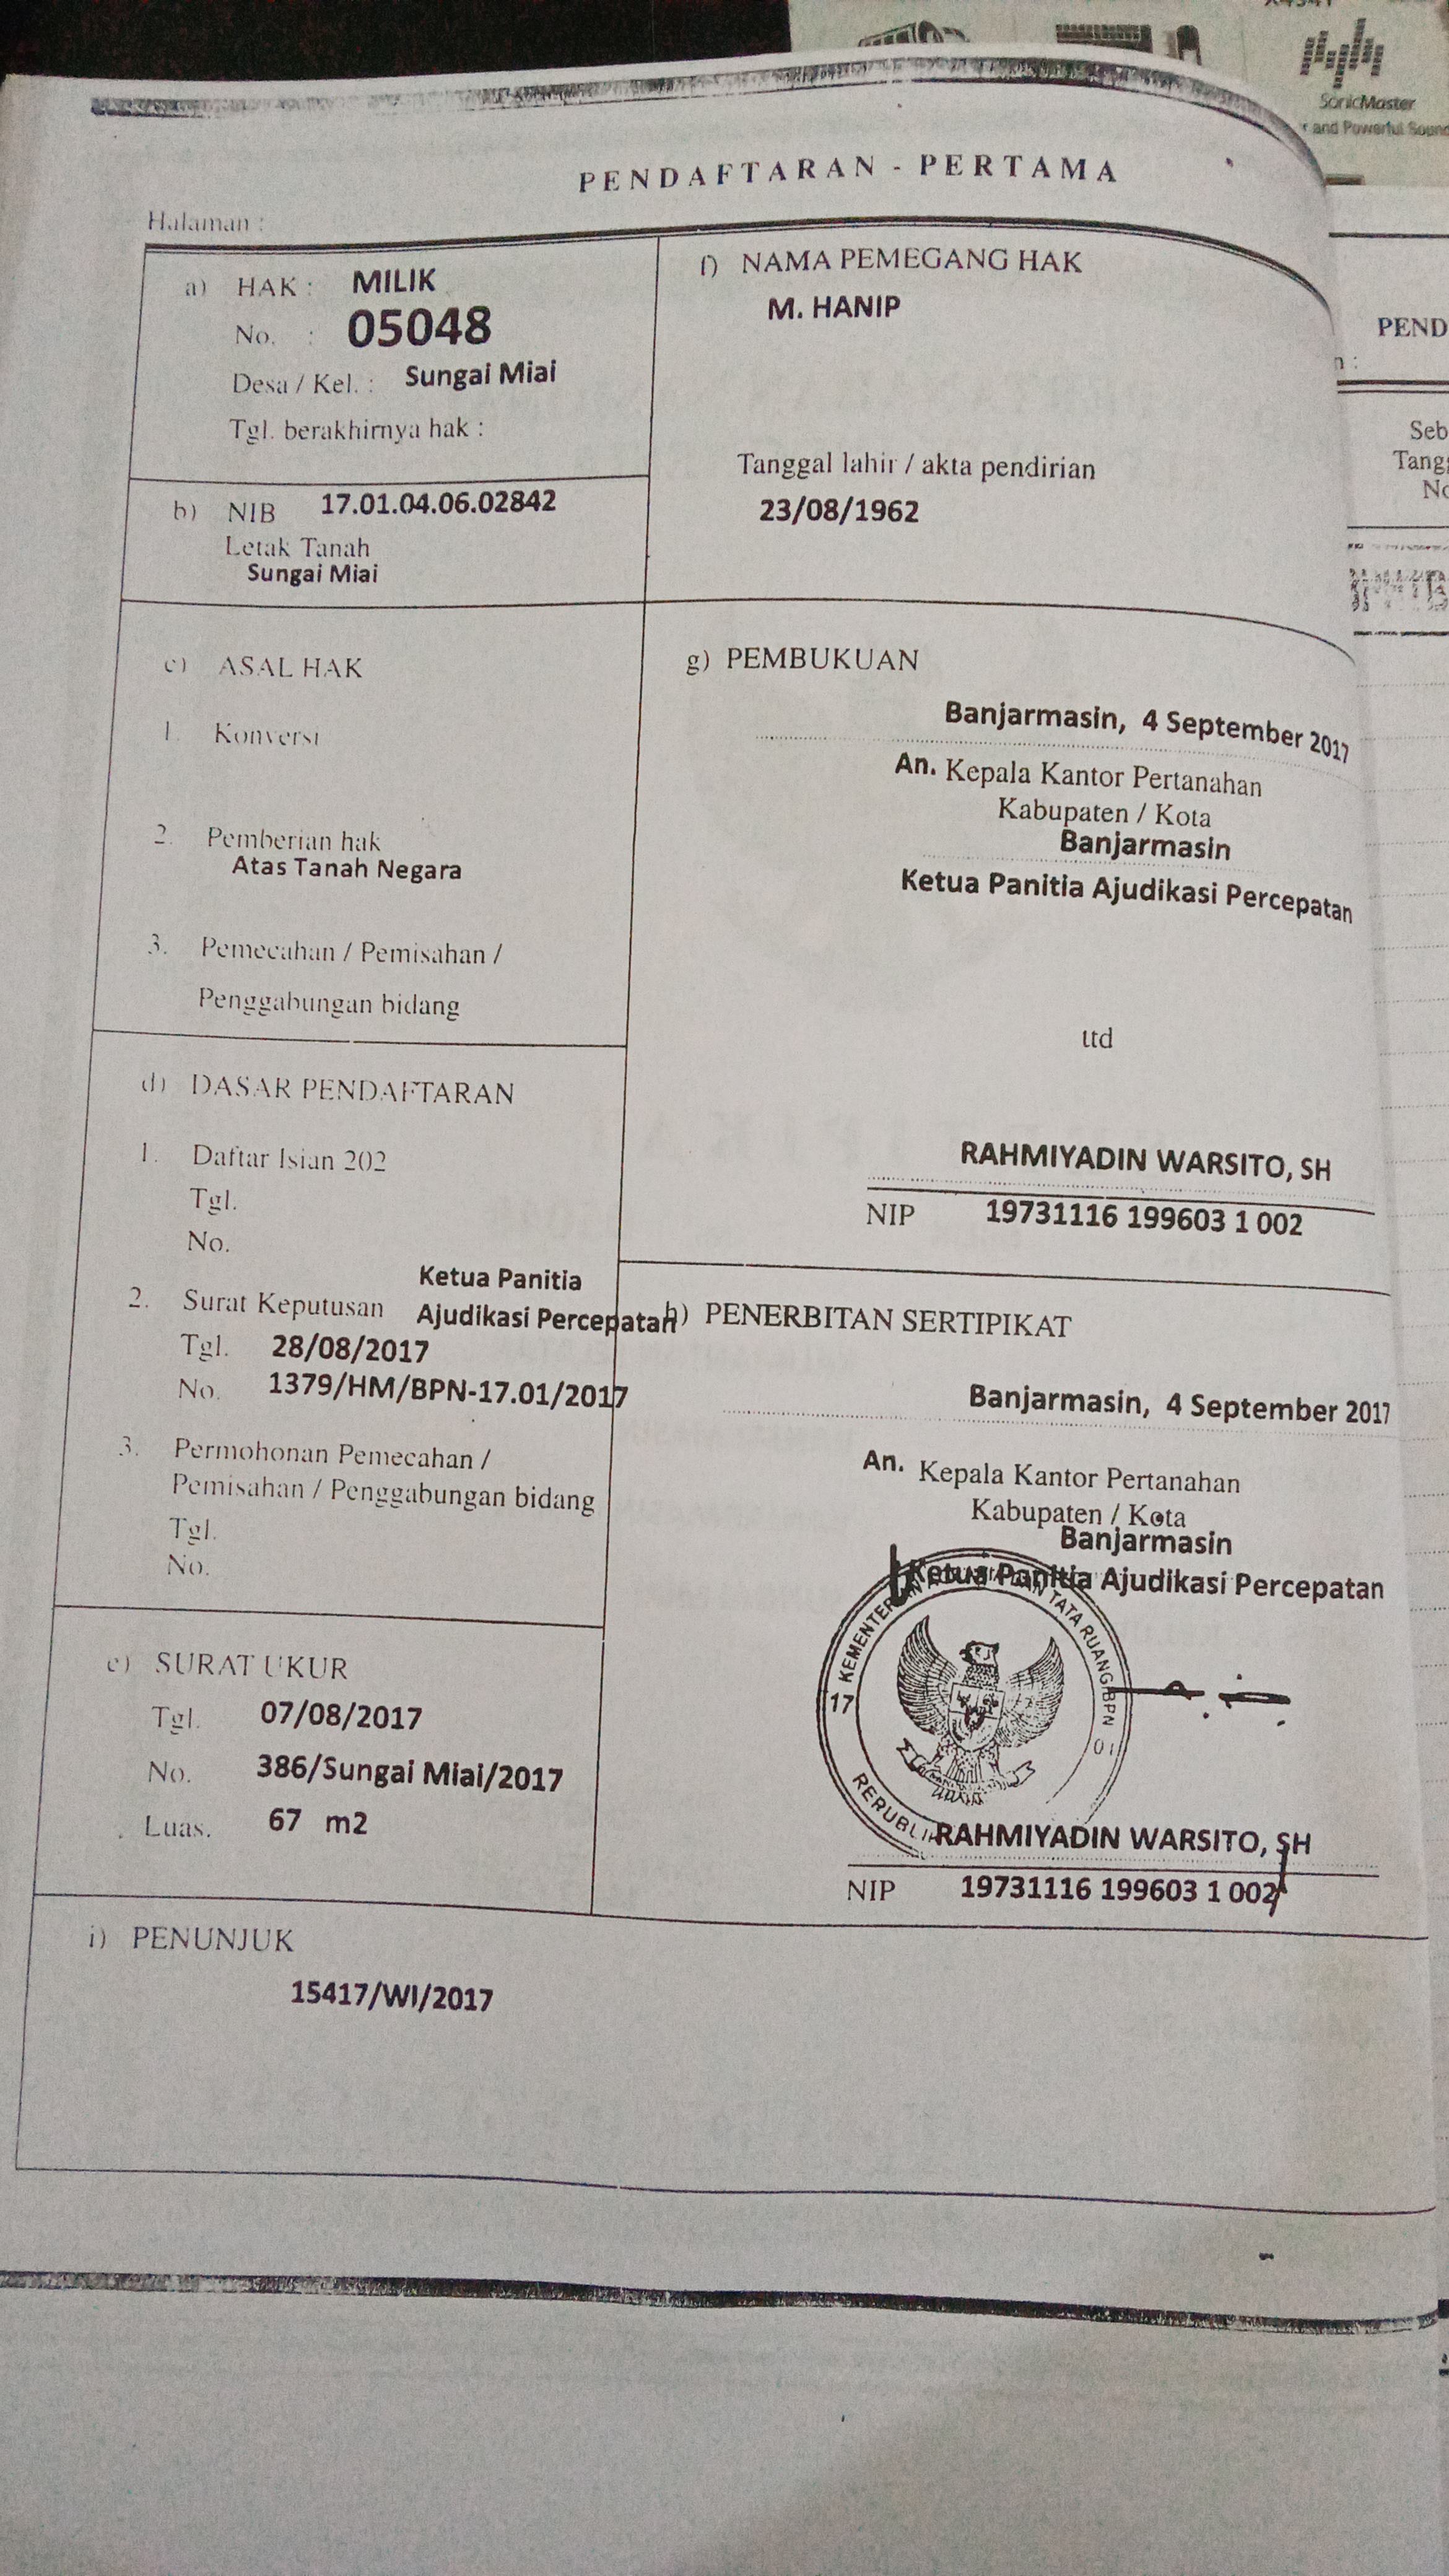 X454Y
SonicMaster
r and Powerful Sound
PENDAFTARAN - PERTAMA
Halaman :
a) HAK : MILIK
No. : 05048
Desa / Kel. : Sungai Miai
Tgl. berakhirnya hak :
b) NIB 17.01.04.06.02842
Letak Tanah
Sungai Miai
c) ASAL HAK
1. Konversi
2. Pemberian hak
Atas Tanah Negara
3. Pemecahan / Pemisahan /
Penggabungan bidang
d) DASAR PENDAFTARAN
1. Daftar Isian 202
Tgl.
No.
2. Surat Keputusan Ketua Panitia
Ajudikasi Percepatan
Tgl. 28/08/2017
No. 1379/HM/BPN-17.01/2017
3. Permohonan Pemecahan /
Pemisahan / Penggabungan bidang
Tgl.
No.
e) SURAT UKUR
Tgl. 07/08/2017
No. 386/Sungai Miai/2017
Luas. 67 m2
f) NAMA PEMEGANG HAK
M. HANIP
Tanggal lahir / akta pendirian
23/08/1962
g) PEMBUKUAN
Banjarmasin, 4 September 2017
An. Kepala Kantor Pertanahan
Kabupaten / Kota
Banjarmasin
Ketua Panitia Ajudikasi Percepatan
ttd
RAHMIYADIN WARSITO, SH
NIP 19731116 199603 1 002
h) PENERBITAN SERTIPIKAT
Banjarmasin, 4 September 2017
An. Kepala Kantor Pertanahan
Kabupaten / Kota
Banjarmasin
Ketua Panitia Ajudikasi Percepatan
TATA RUANG/BPN
17
01
RAHMIYADIN WARSITO, SH
NIP 19731116 199603 1 002
i) PENUNJUK
15417/WI/2017
PEND
n :
Seb
Tang
No